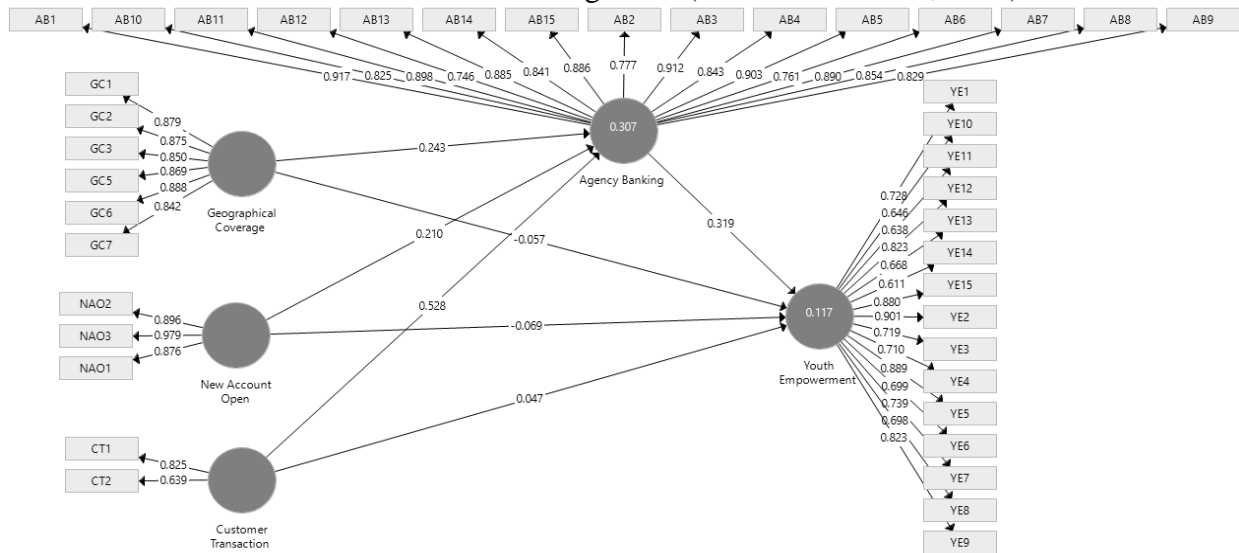 AB1 AB10 AB11 AB12 AB13 AB14 AB15 AB2 AB3 AB4 AB5 AB6 AB7 AB8 AB9
0.917 0.825 0.898 0.746 0.885 0.841 0.886 0.777 0.912 0.843 0.903 0.761 0.890 0.854 0.829
GC1
GC2
GC3
GC5
GC6
GC7
0.879
0.875
0.850
0.869
0.888
0.842
Geographical
Coverage
0.243
0.307
Agency Banking
0.210
-0.057
0.319
0.528
NAO2
NAO3
NAO1
0.896
0.979
0.876
New Account
Open
-0.069
0.117
Youth
Empowerment
0.047
CT1
CT2
0.825
0.639
Customer
Transaction
0.728
0.646
0.638
0.823
0.668
0.611
0.880
0.901
0.719
0.710
0.889
0.699
0.739
0.698
0.823
YE1
YE10
YE11
YE12
YE13
YE14
YE15
YE2
YE3
YE4
YE5
YE6
YE7
YE8
YE9